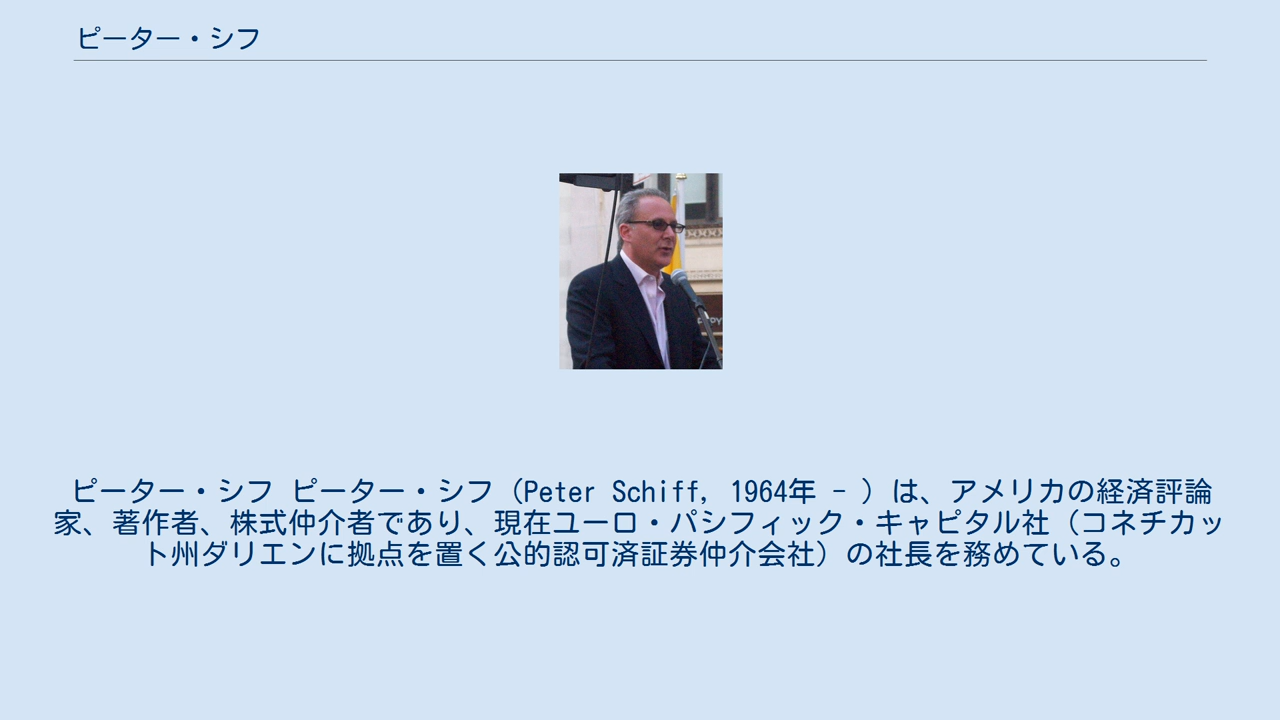 ピーター・シフ
ピーター・シフ ピーター・シフ（Peter Schiff, 1964年 - ）は、アメリカの経済評論
家、著作者、株式仲介者であり、現在ユーロ・パシフィック・キャピタル社（コネチカッ
ト州ダリエンに拠点を置く公的認可済証券仲介会社）の社長を務めている。